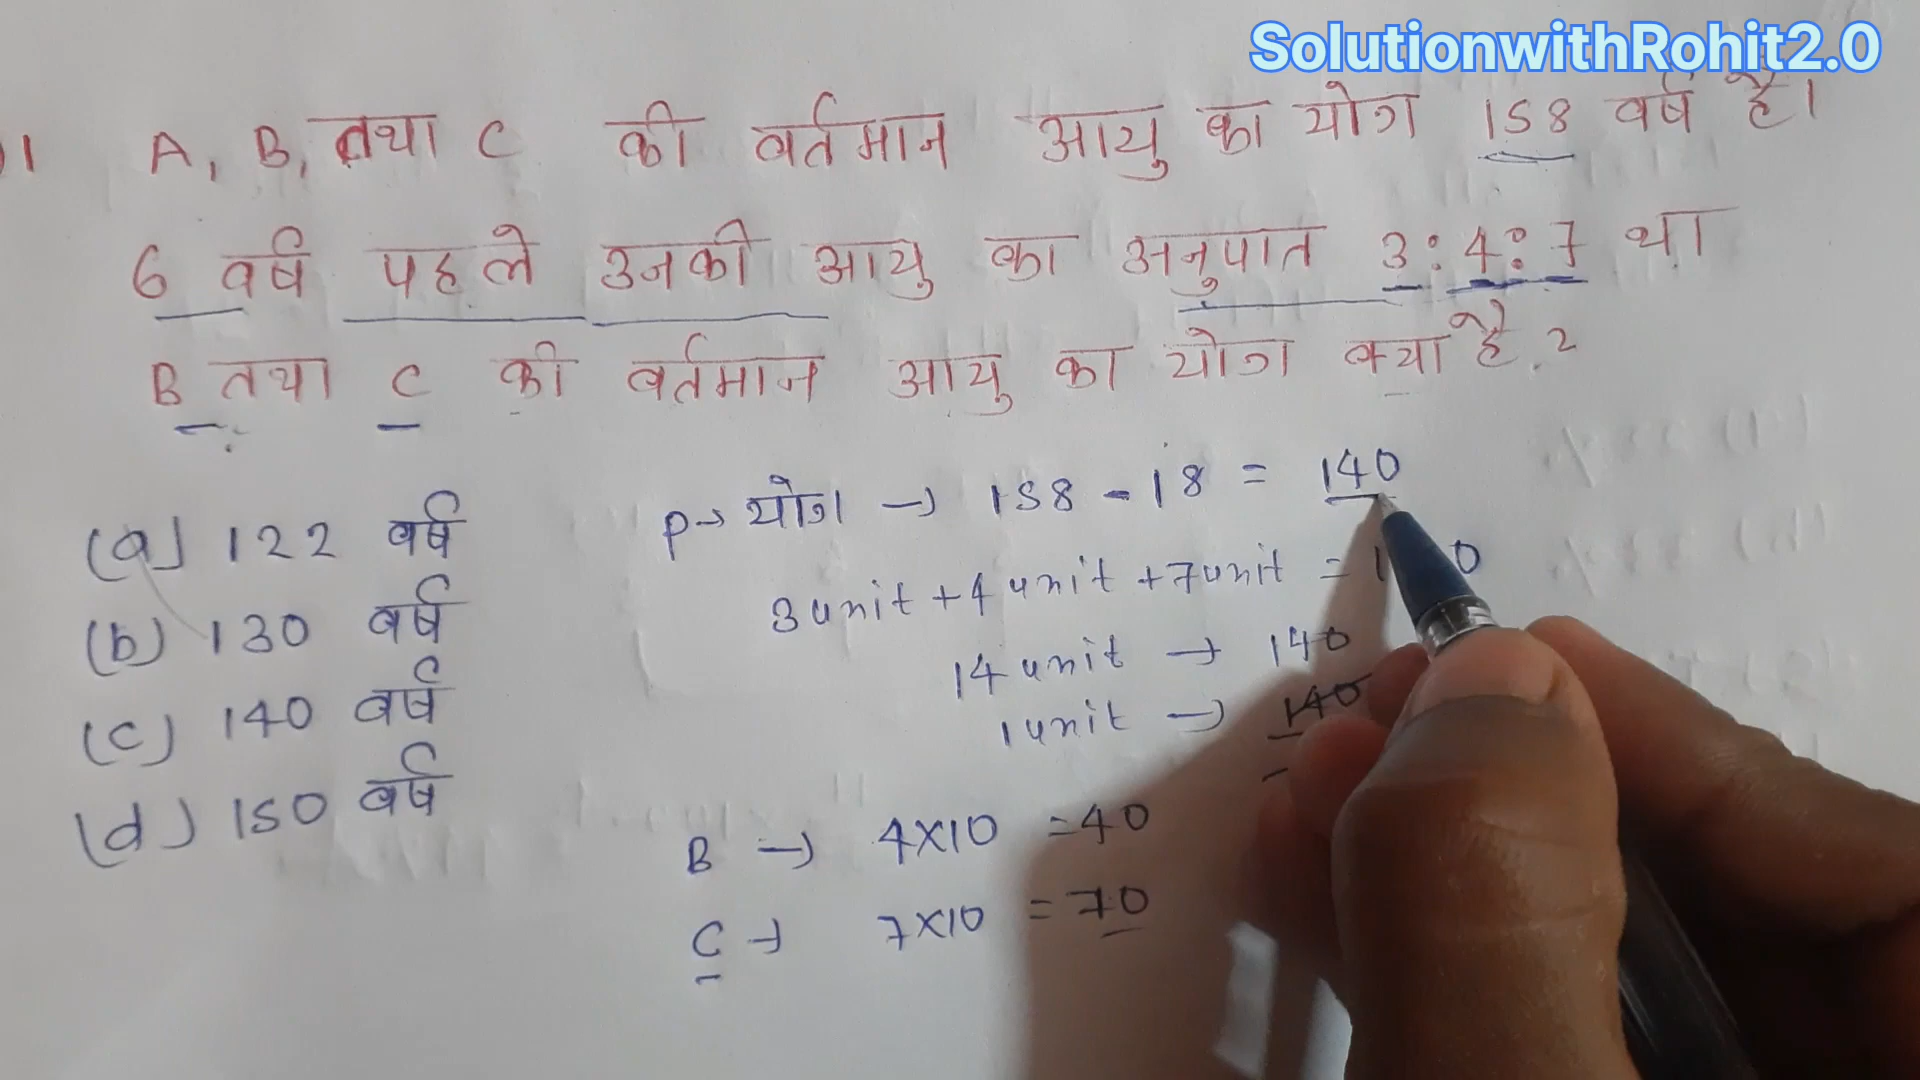 SolutionwithRohit2.0
1 A, B, तथा C की वर्तमान आयु का योग 158 वर्ष है।
6 वर्ष पहले उनकी आयु का अनुपात 3:4:7 था
B तथा C की वर्तमान आयु का योग क्या है ?
(a) 122 वर्ष
(b) 130 वर्ष
(c) 140 वर्ष
(d) 150 वर्ष
P→ योग → 158 - 18 = 140
3unit + 4unit + 7unit =
14unit → 140
1unit → 140
B → 4×10 = 40
C → 7×10 = 70